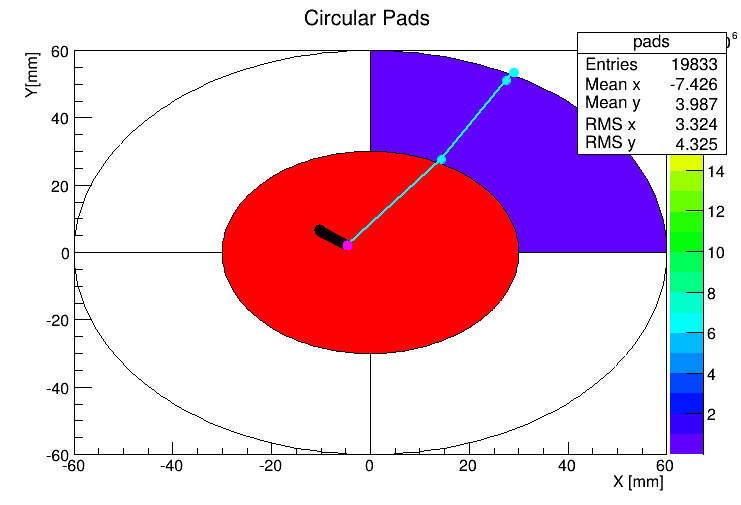 Circular Pads
Y[mm]
60
40
20
0
-20
-40
-60
-60
-40
-20
0
20
40
60
X [mm]
pads
Entries 19833
Mean x -7.426
Mean y 3.987
RMS x 3.324
RMS y 4.325
6
14
12
10
8
6
4
2